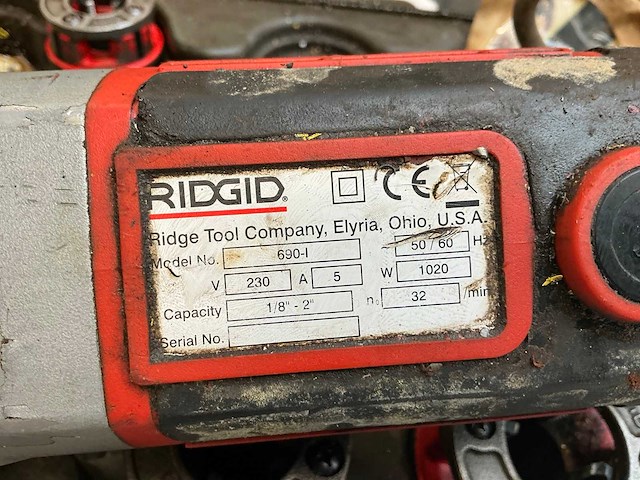 RIDGID®
CE
Ridge Tool Company, Elyria, Ohio, U.S.A.
Model No. 690-I 50 / 60 Hz
V 230 A 5 W 1020
Capacity 1/8" - 2" n₀ 32 /min
Serial No.